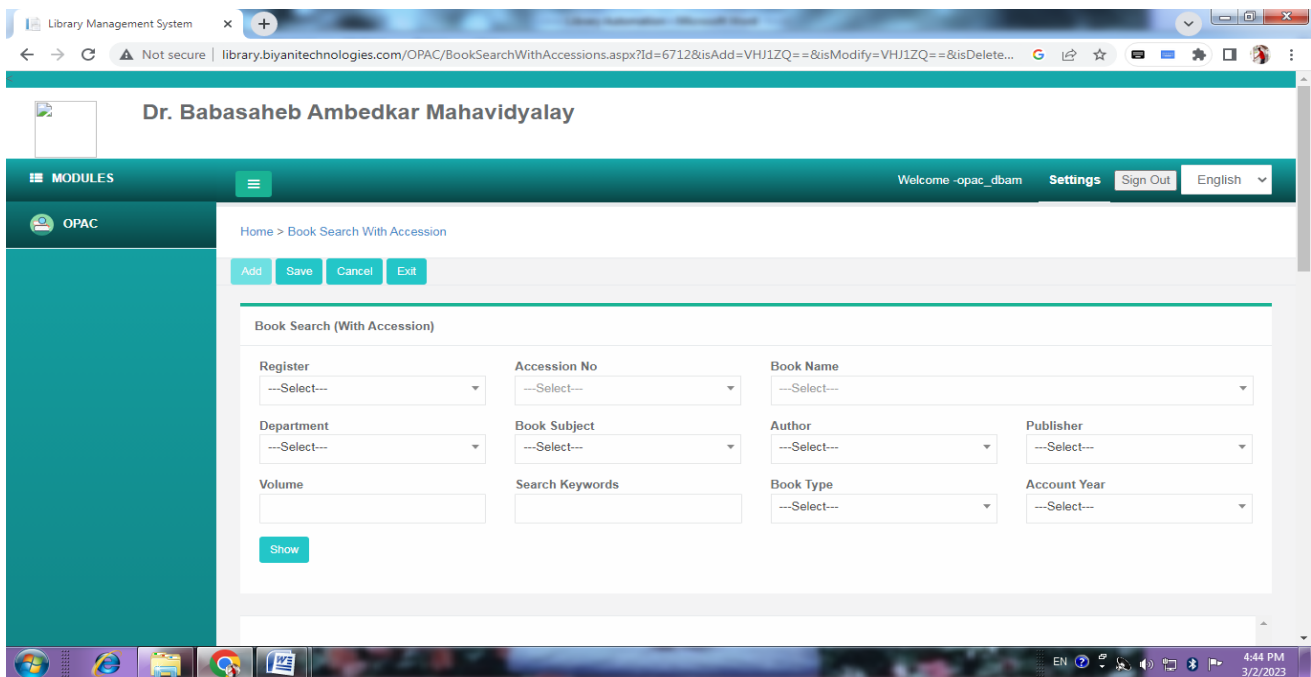 Library Management System
Not secure | library.biyanitechnologies.com/OPAC/BookSearchWithAccessions.aspx?Id=6712&isAdd=VHJ1ZQ==&isModify=VHJ1ZQ==&isDelete...
Dr. Babasaheb Ambedkar Mahavidyalay
MODULES
Welcome -opac_dbam Settings Sign Out English
OPAC
Home > Book Search With Accession
Add Save Cancel Exit
Book Search (With Accession)
Register Accession No Book Name
---Select--- ---Select--- ---Select---
Department Book Subject Author Publisher
---Select--- ---Select--- ---Select--- ---Select---
Volume Search Keywords Book Type Account Year
---Select--- ---Select---
Show
EN 4:44 PM
3/2/2023